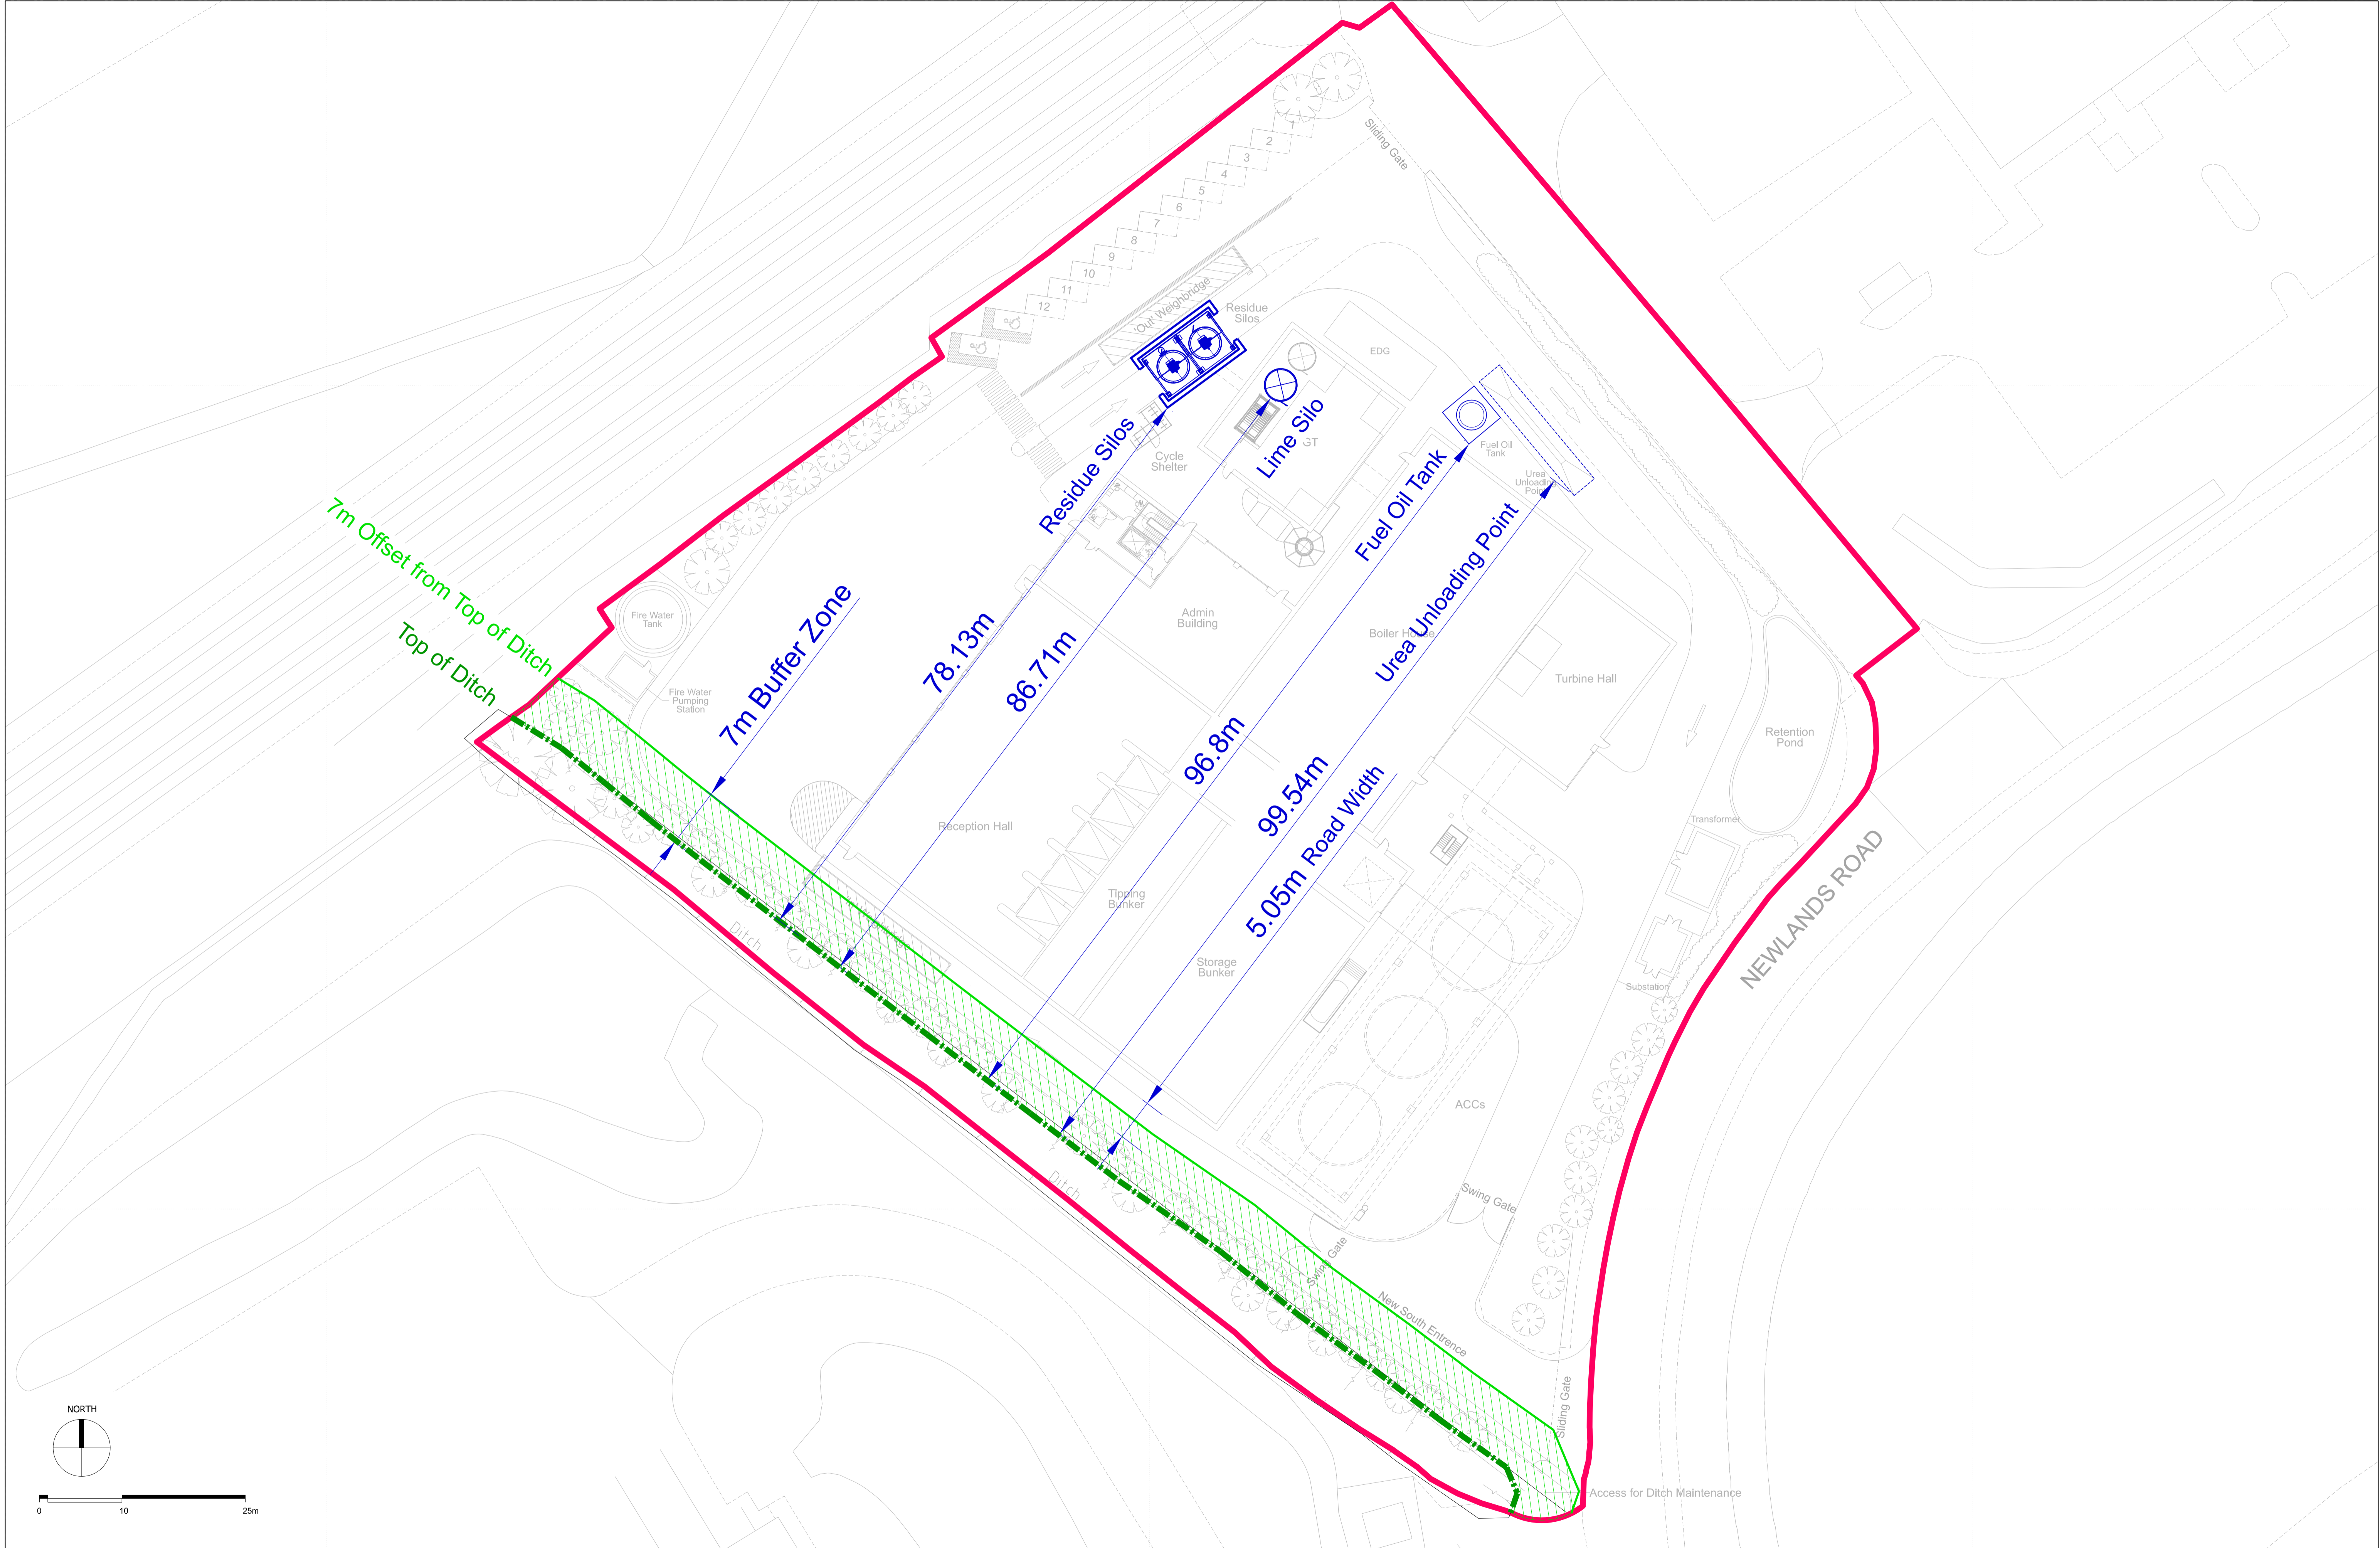 Sliding Gate
1
2
3
4
5
6
7
8
9
10
11
12
'Out' Weighbridge
Residue
Silos
EDG
Residue Silos
Lime Silo
GT
Cycle
Shelter
Fuel Oil Tank
Fuel Oil
Tank
Urea
Unloading
Point
Urea Unloading Point
7m Offset from Top of Ditch
Top of Ditch
7m Buffer Zone
78.13m
86.71m
96.8m
99.54m
5.05m Road Width
Fire Water
Tank
Fire Water
Pumping
Station
Admin
Building
Boiler House
Turbine Hall
Retention
Pond
Reception Hall
Transformer
NEWLANDS ROAD
Tipping
Bunker
Ditch
Storage
Bunker
Substation
ACCs
Ditch
Swing Gate
Swing Gate
New South Entrence
Sliding Gate
Access for Ditch Maintenance
NORTH
0
10
25m